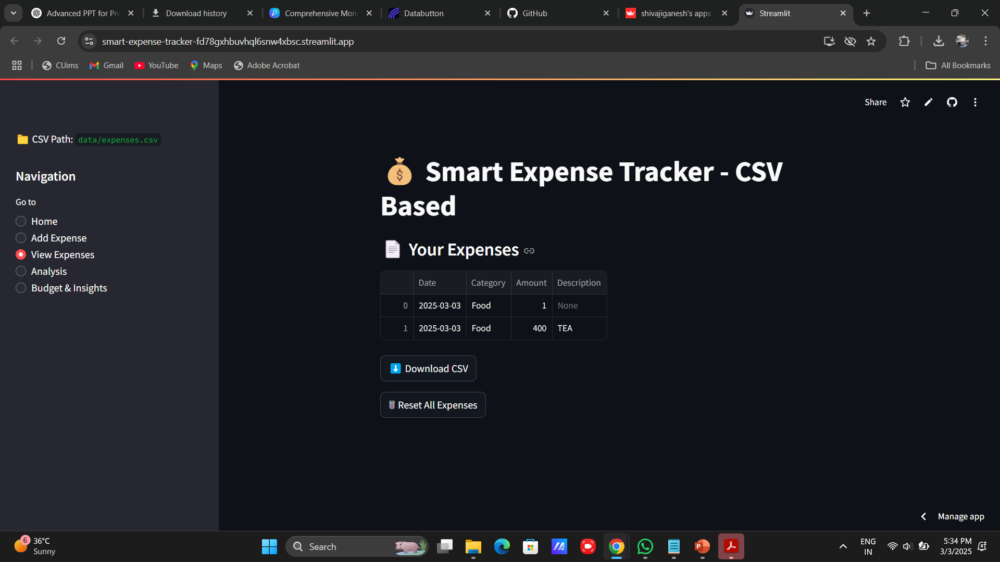 Advanced PPT for Pr
Download history
Comprehensive Mon
Databutton
GitHub
shivajiganesh's apps
Streamlit
smart-expense-tracker-fd78gxhbuvhql6snw4xbsc.streamlit.app
CUims
Gmail
YouTube
Maps
Adobe Acrobat
All Bookmarks
Share
CSV Path: data/expenses.csv
Navigation
Go to
Home
Add Expense
View Expenses
Analysis
Budget & Insights
Smart Expense Tracker - CSV
Based
Your Expenses
Date Category Amount Description
0 2025-03-03 Food 1 None
1 2025-03-03 Food 400 TEA
Download CSV
Reset All Expenses
Manage app
6
36°C
Sunny
Search
ENG
IN
5:34 PM
3/3/2025